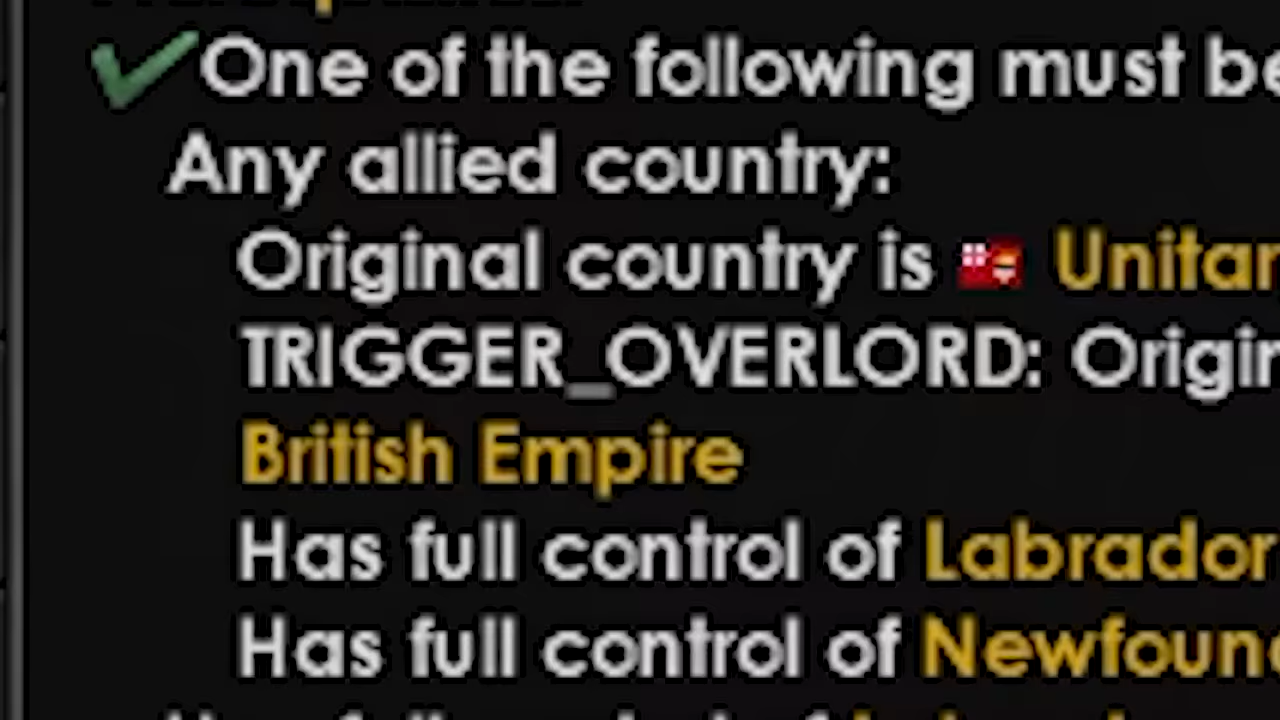 One of the following must be
Any allied country:
Original country is Unitar
TRIGGER_OVERLORD: Origin
British Empire
Has full control of Labrador
Has full control of Newfound